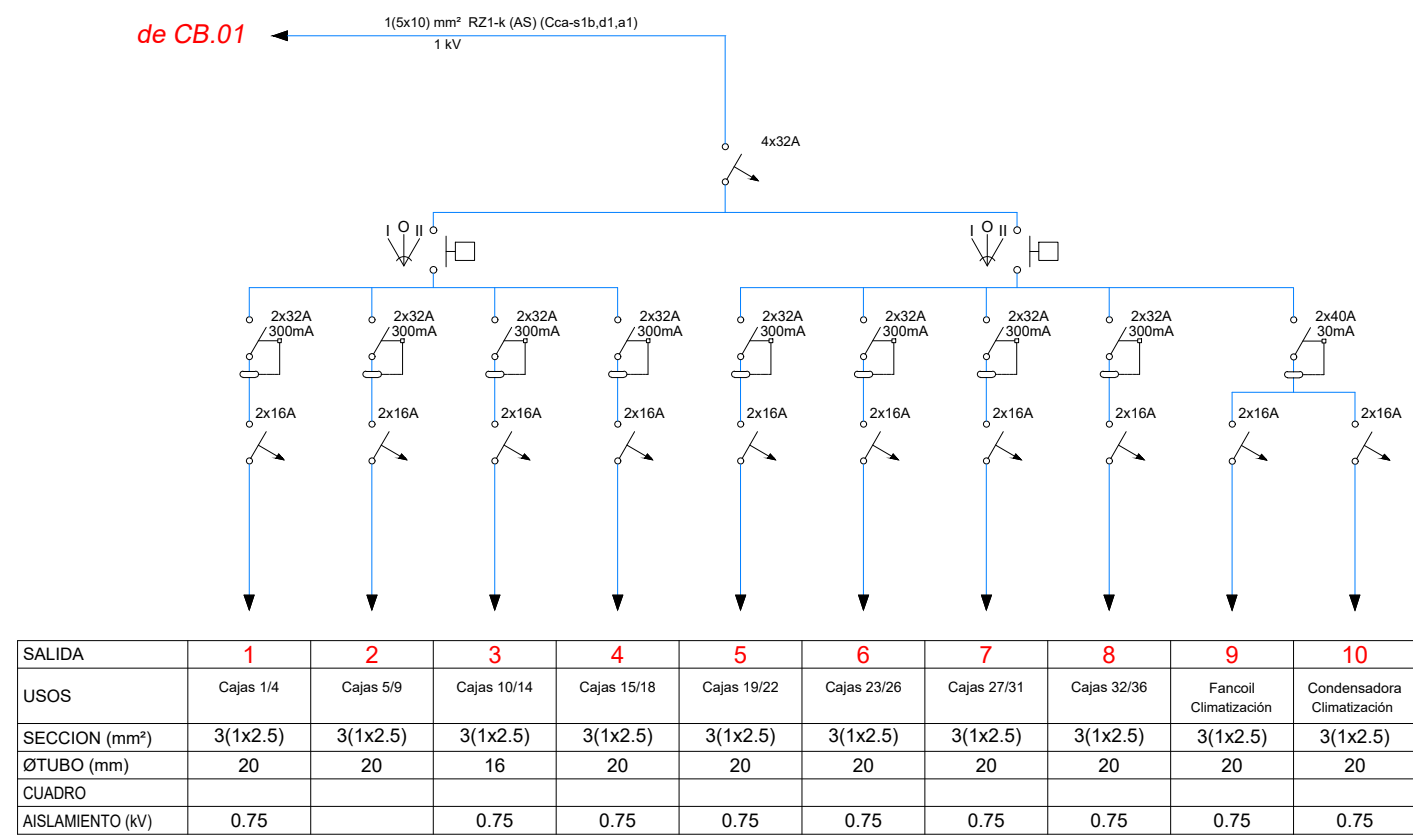 de CB.01
1(5x10) mm² RZ1-k (AS) (Cca-s1b,d1,a1)
1 kV
4x32A
I O II
I O II
2x32A 2x32A 2x32A 2x32A 2x32A 2x32A 2x32A 2x32A 2x40A
300mA 300mA 300mA 300mA 300mA 300mA 300mA 300mA 30mA
2x16A 2x16A 2x16A 2x16A 2x16A 2x16A 2x16A 2x16A 2x16A 2x16A
SALIDA 1 2 3 4 5 6 7 8 9 10
USOS Cajas 1/4 Cajas 5/9 Cajas 10/14 Cajas 15/18 Cajas 19/22 Cajas 23/26 Cajas 27/31 Cajas 32/36 Fancoil Condensadora
Climatización Climatización
SECCION (mm²) 3(1x2.5) 3(1x2.5) 3(1x2.5) 3(1x2.5) 3(1x2.5) 3(1x2.5) 3(1x2.5) 3(1x2.5) 3(1x2.5) 3(1x2.5)
ØTUBO (mm) 20 20 16 20 20 20 20 20 20 20
CUADRO
AISLAMIENTO (kV) 0.75 0.75 0.75 0.75 0.75 0.75 0.75 0.75 0.75